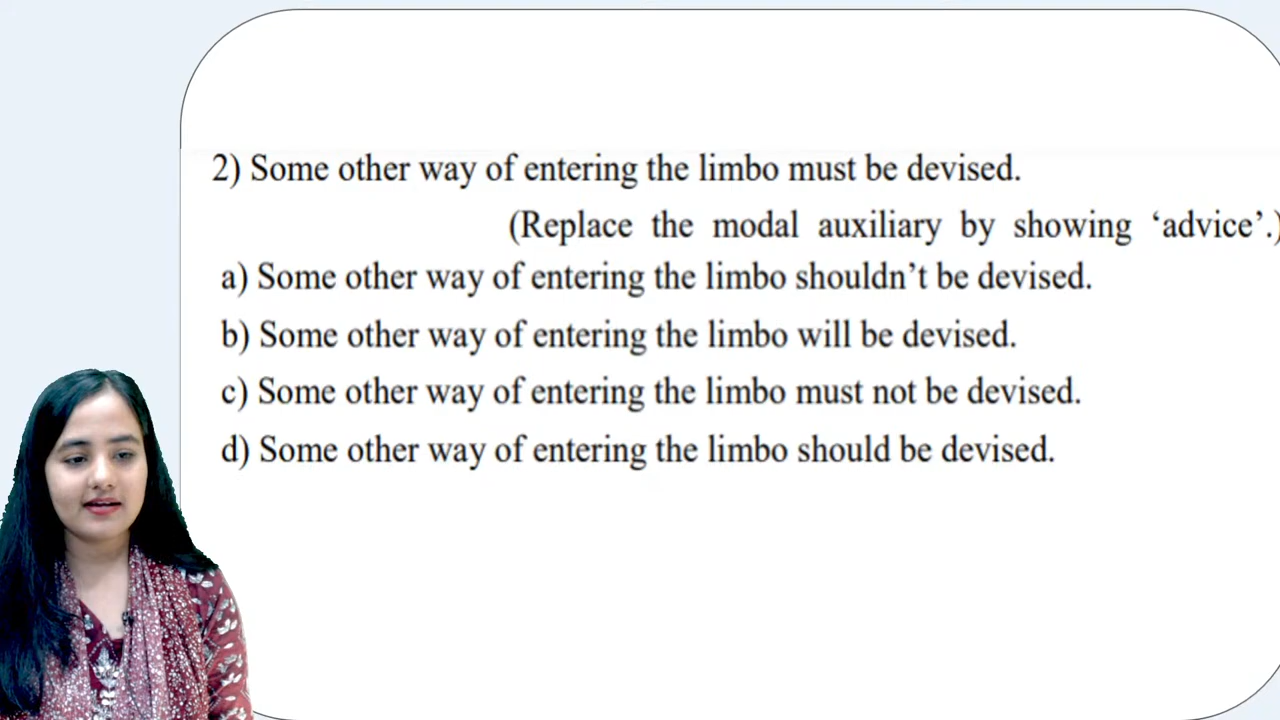 2) Some other way of entering the limbo must be devised.
(Replace the modal auxiliary by showing ‘advice’.)
a) Some other way of entering the limbo shouldn’t be devised.
b) Some other way of entering the limbo will be devised.
c) Some other way of entering the limbo must not be devised.
d) Some other way of entering the limbo should be devised.